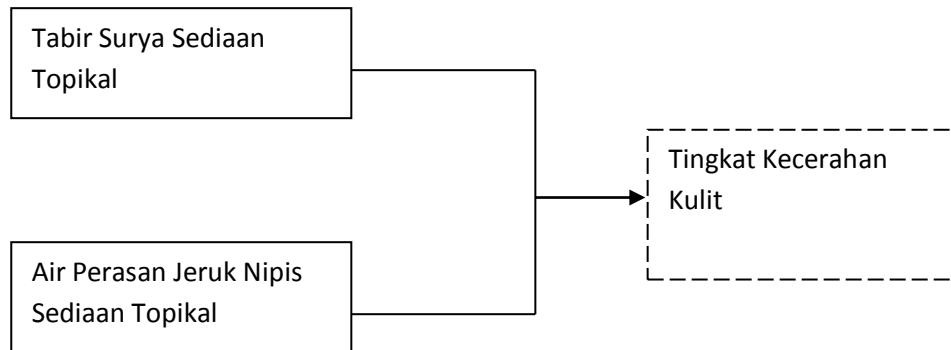 Tabir Surya Sediaan
Topikal
Tingkat Kecerahan
Kulit
Air Perasan Jeruk Nipis
Sediaan Topikal